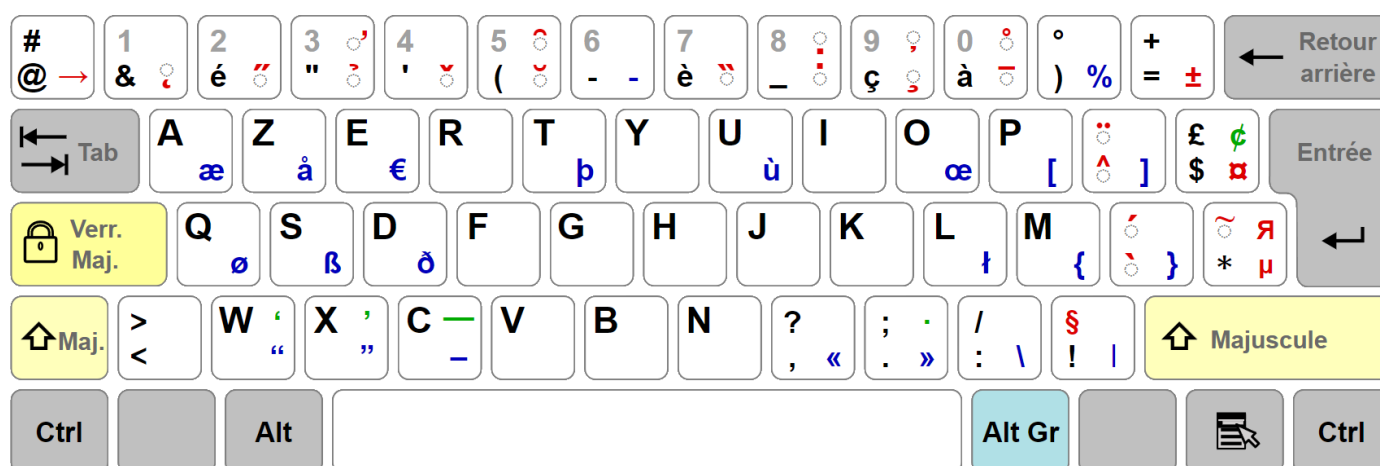 # 1 2 3 ◌̛ 4 5 ◌̂ 6 7 8 ◌̣ 9 ◌̦ 0 ◌̊ ° + Retour
@ → & ◌̨ é ◌̋ " ◌̉ ' ◌̌ ( ◌̆ - - è ◌̏ _ ◌̇ ç ◌̧ à ◌̄ ) % = ± arrière
Tab A Z E R T Y U I O P ◌̈ £ ¢ Entrée
æ å € þ ù œ [ ◌̂ ] $ ¤
Verr. Q S D F G H J K L M ◌́ ◌̃ Я
Maj. ø ß ð ł { ◌̀ } * µ
Maj. > W ‘ X ’ C — V B N ? ; · / § Majuscule
< “ ” – , « . » : \ ! |
Ctrl Alt Alt Gr Ctrl